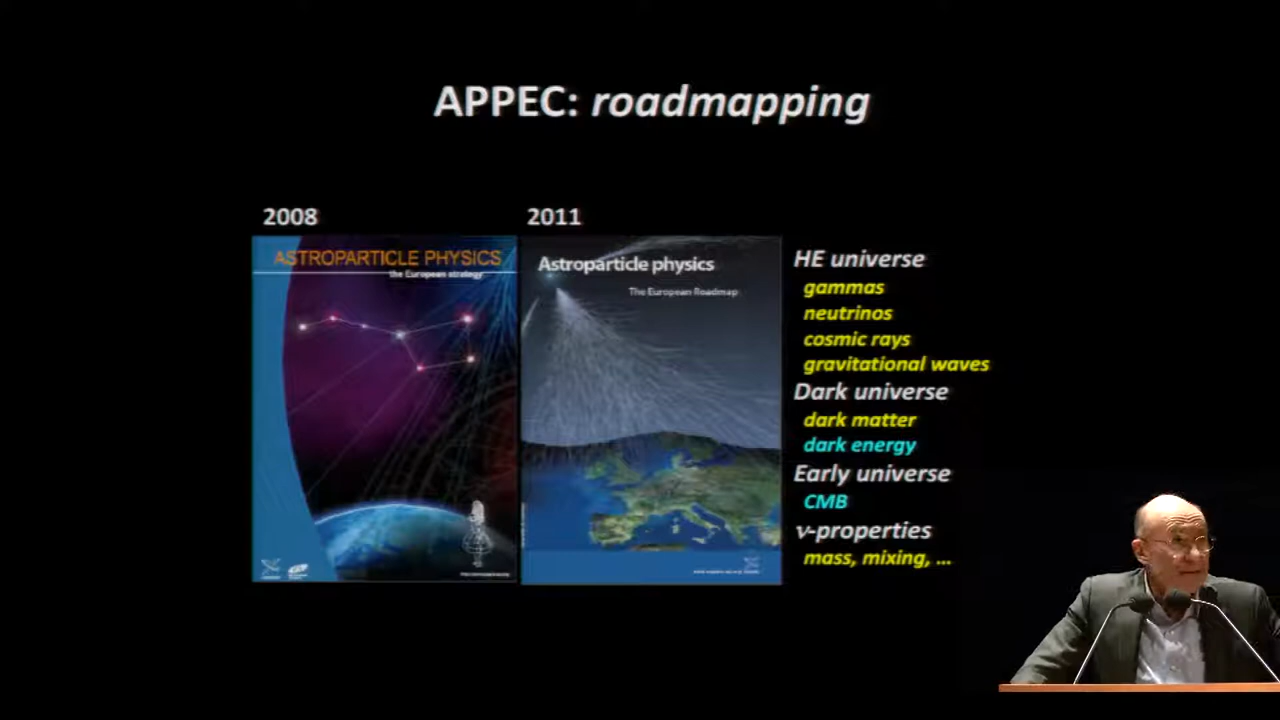 APPEC: roadmapping
2008
2011
ASTROPARTICLE PHYSICS
the European strategy
Astroparticle physics
The European Roadmap
HE universe
gammas
neutrinos
cosmic rays
gravitational waves
Dark universe
dark matter
dark energy
Early universe
CMB
ν-properties
mass, mixing, ...